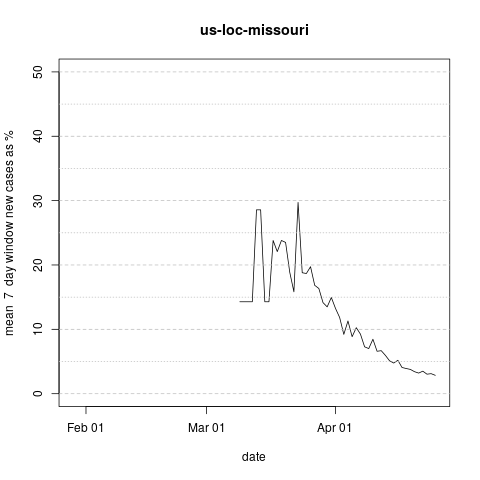 us-loc-missouri
mean 7 day window new cases as %
50
40
30
20
10
0
Feb 01
Mar 01
Apr 01
date